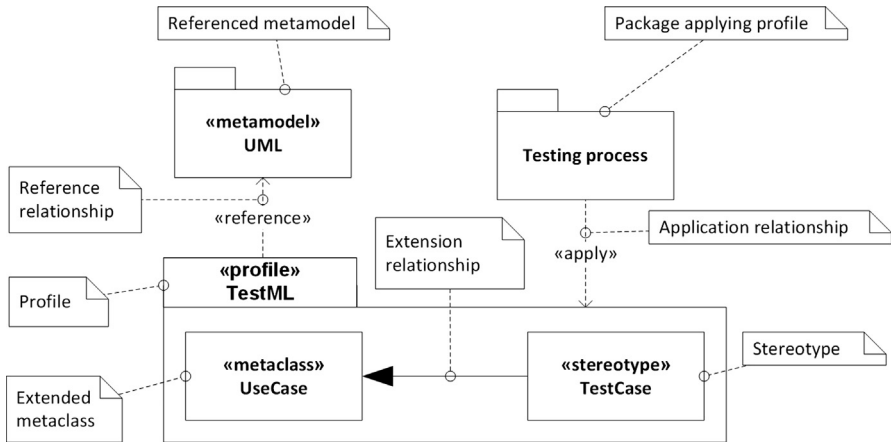 Referenced metamodel
Package applying profile
«metamodel»
UML
Testing process
Reference
relationship
«reference»
Extension
relationship
Application relationship
«apply»
«profile»
TestML
Profile
«metaclass»
UseCase
«stereotype»
TestCase
Stereotype
Extended
metaclass